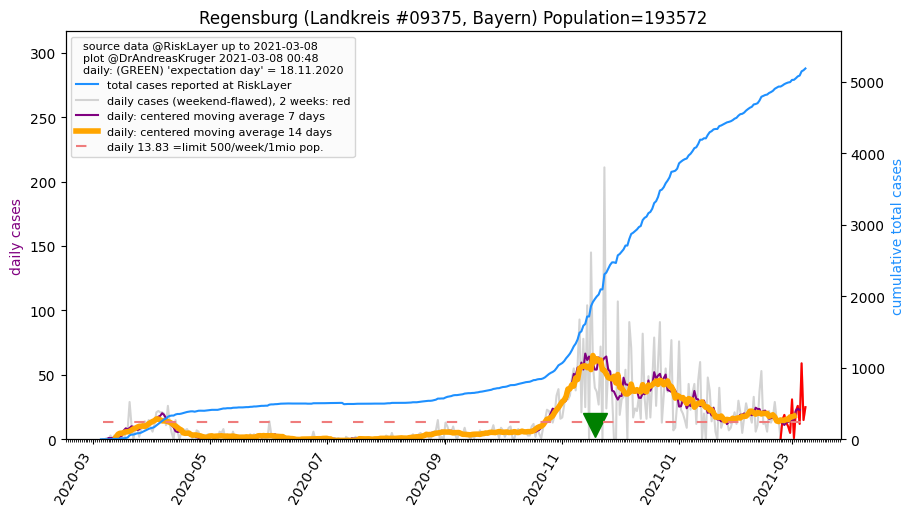 Regensburg (Landkreis #09375, Bayern) Population=193572
source data @RiskLayer up to 2021-03-08
plot @DrAndreasKruger 2021-03-08 00:48
daily: (GREEN) 'expectation day' = 18.11.2020
total cases reported at RiskLayer
daily cases (weekend-flawed), 2 weeks: red
daily: centered moving average 7 days
daily: centered moving average 14 days
daily 13.83 =limit 500/week/1mio pop.
daily cases
300
250
200
150
100
50
0
cumulative total cases
5000
4000
3000
2000
1000
0
2020-03
2020-05
2020-07
2020-09
2020-11
2021-01
2021-03